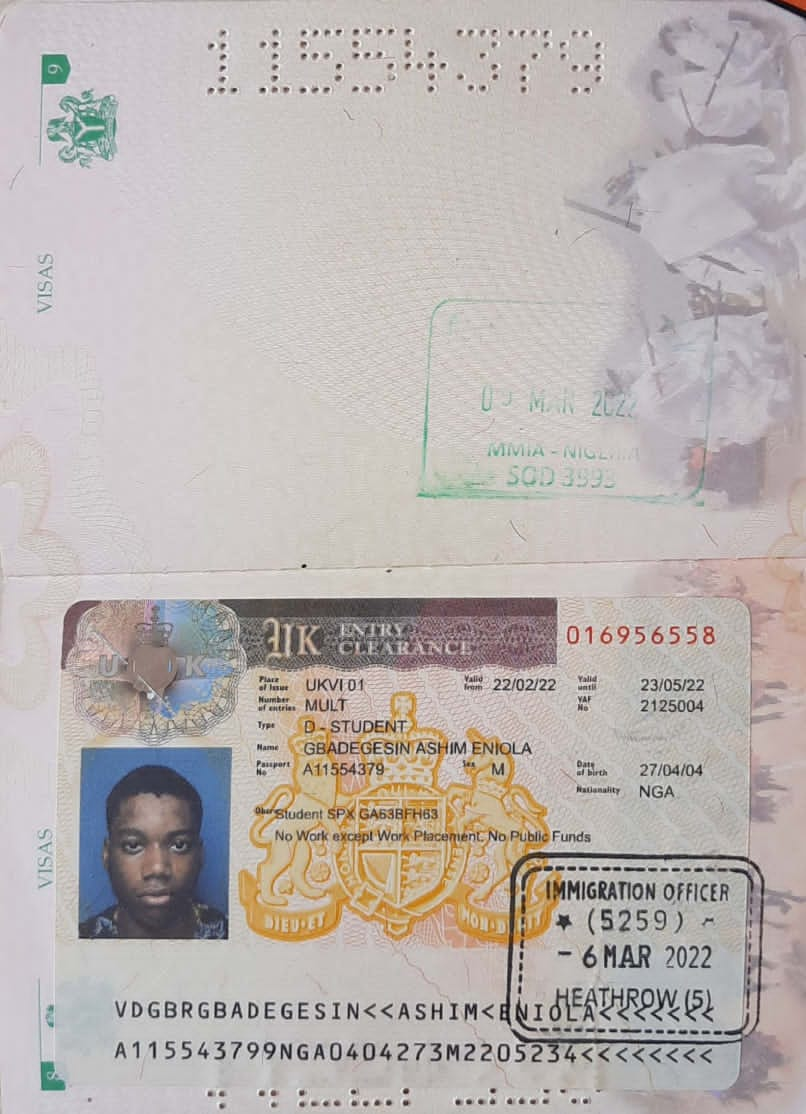 11554379
9
VISAS
MAR 2022
MMIA - NIGERIA
SOD 3993
UK ENTRY CLEARANCE
016956558
UK
Place of Issue UKVI 01 Valid from 22/02/22 Valid until 23/05/22
Number of entries MULT VAF No 2125004
Type D - STUDENT
Name GBADEGESIN ASHIM ENIOLA
Passport No A11554379 Sex M Date of birth 27/04/04
Nationality NGA
Obs: Student SPX GA63BFH63
No Work except Work Placement. No Public Funds
DIEU·ET MON·DROIT
VISAS
IMMIGRATION OFFICER
★ (5259)
- 6 MAR 2022
HEATHROW (5)
VDGBRGBADEGESIN<<ASHIM<ENIOLA<<<<<<<
A115543799NGA0404273M2205234<<<<<<<<
8